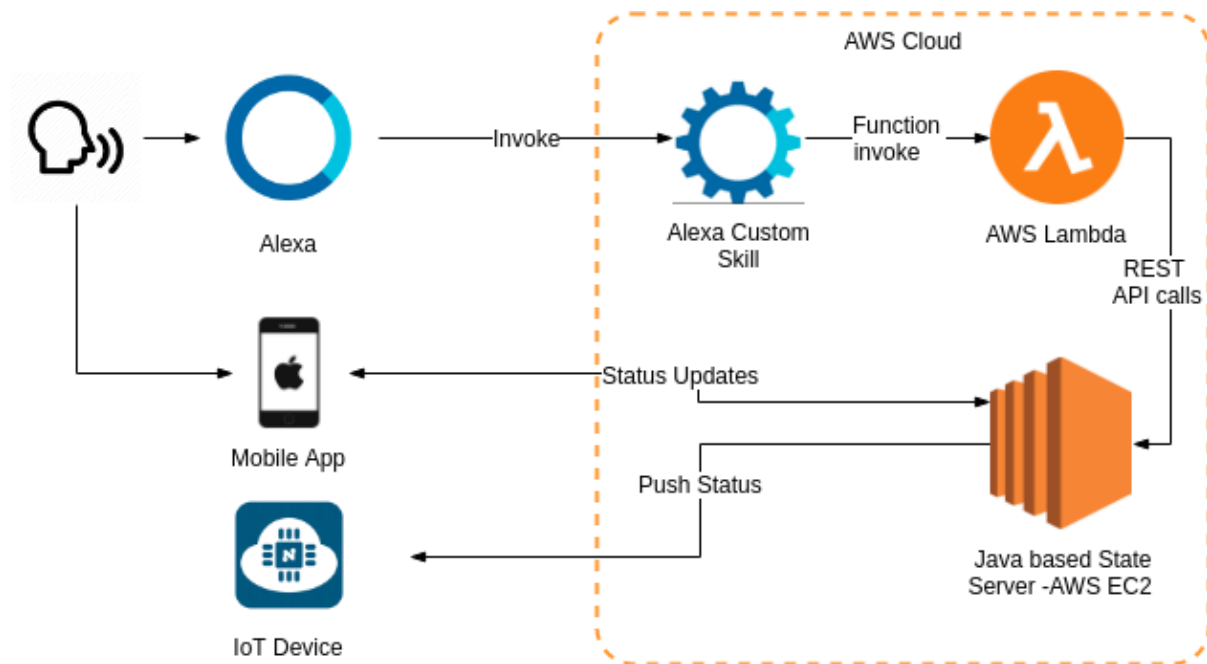 AWS Cloud
Invoke
Function
invoke
Alexa
Alexa Custom
Skill
AWS Lambda
REST
API calls
Status Updates
Mobile App
Push Status
N
Java based State
Server -AWS EC2
IoT Device